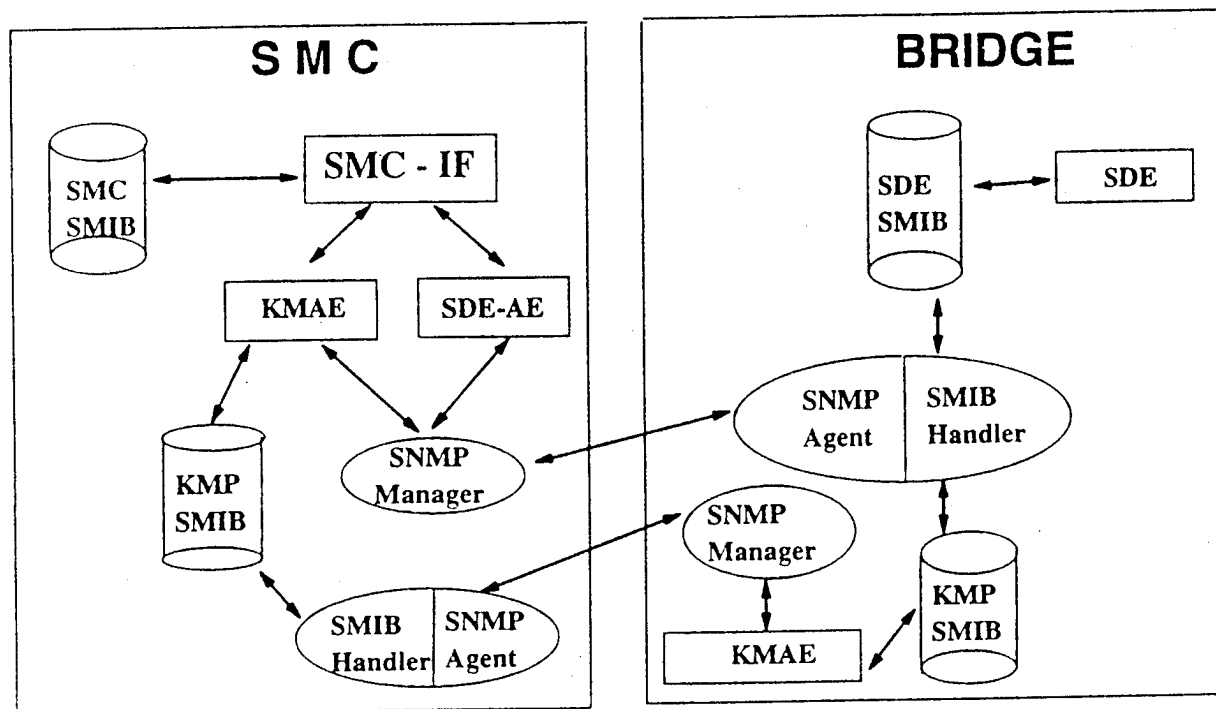 S M C
SMC - IF
SMC
SMIB
KMAE
SDE-AE
KMP
SMIB
SNMP
Manager
SMIB
Handler
SNMP
Agent
BRIDGE
SDE
SMIB
SDE
SNMP
Agent
SMIB
Handler
SNMP
Manager
KMAE
KMP
SMIB